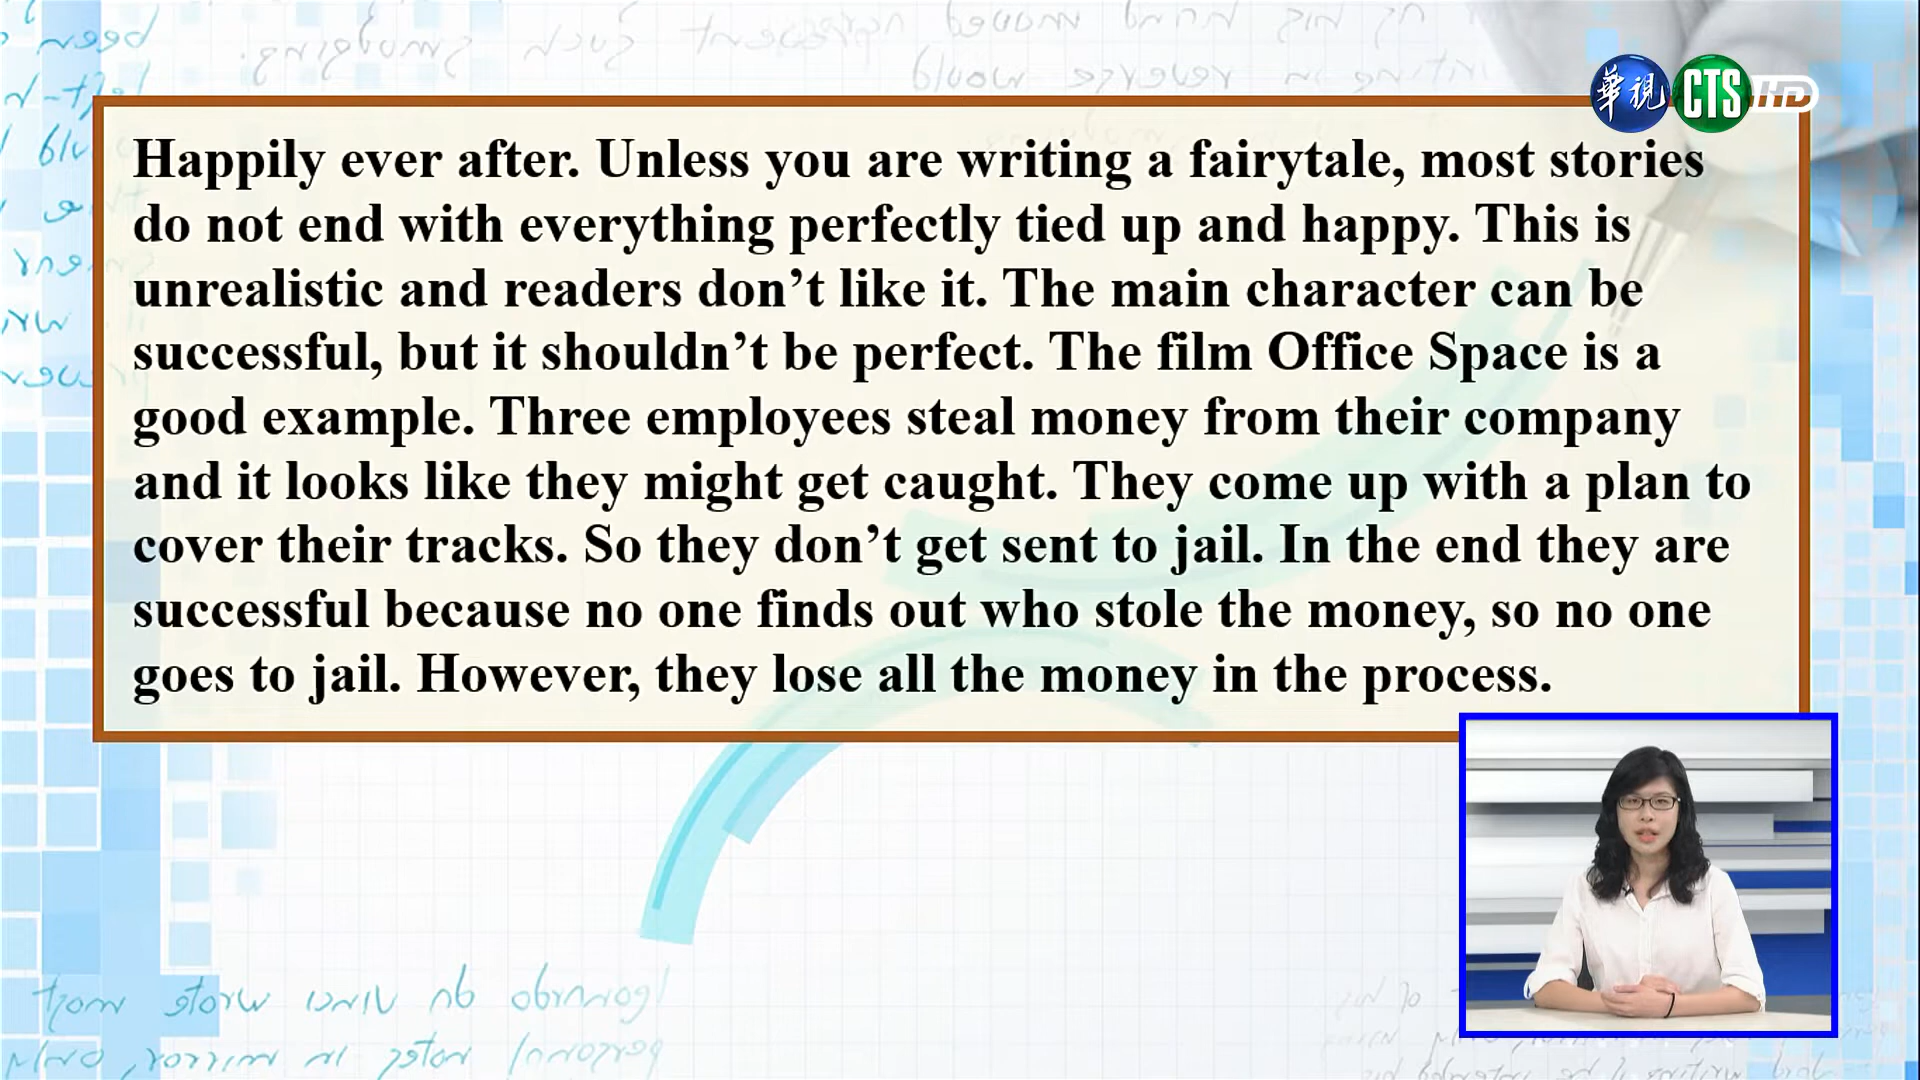 華視 CTS HD
Happily ever after. Unless you are writing a fairytale, most stories
do not end with everything perfectly tied up and happy. This is
unrealistic and readers don’t like it. The main character can be
successful, but it shouldn’t be perfect. The film Office Space is a
good example. Three employees steal money from their company
and it looks like they might get caught. They come up with a plan to
cover their tracks. So they don’t get sent to jail. In the end they are
successful because no one finds out who stole the money, so no one
goes to jail. However, they lose all the money in the process.